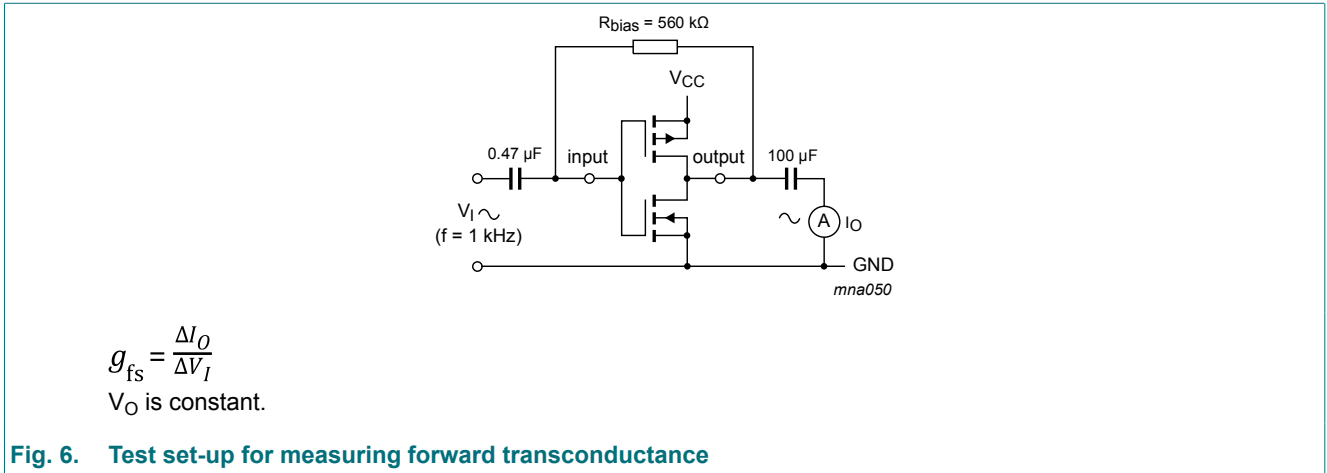 Rbias = 560 kΩ
VCC
0.47 µF
input
output
100 µF
VI ~
(f = 1 kHz)
~
A
IO
GND
mna050
gfs = ΔIO / ΔVI
VO is constant.
Fig. 6. Test set-up for measuring forward transconductance